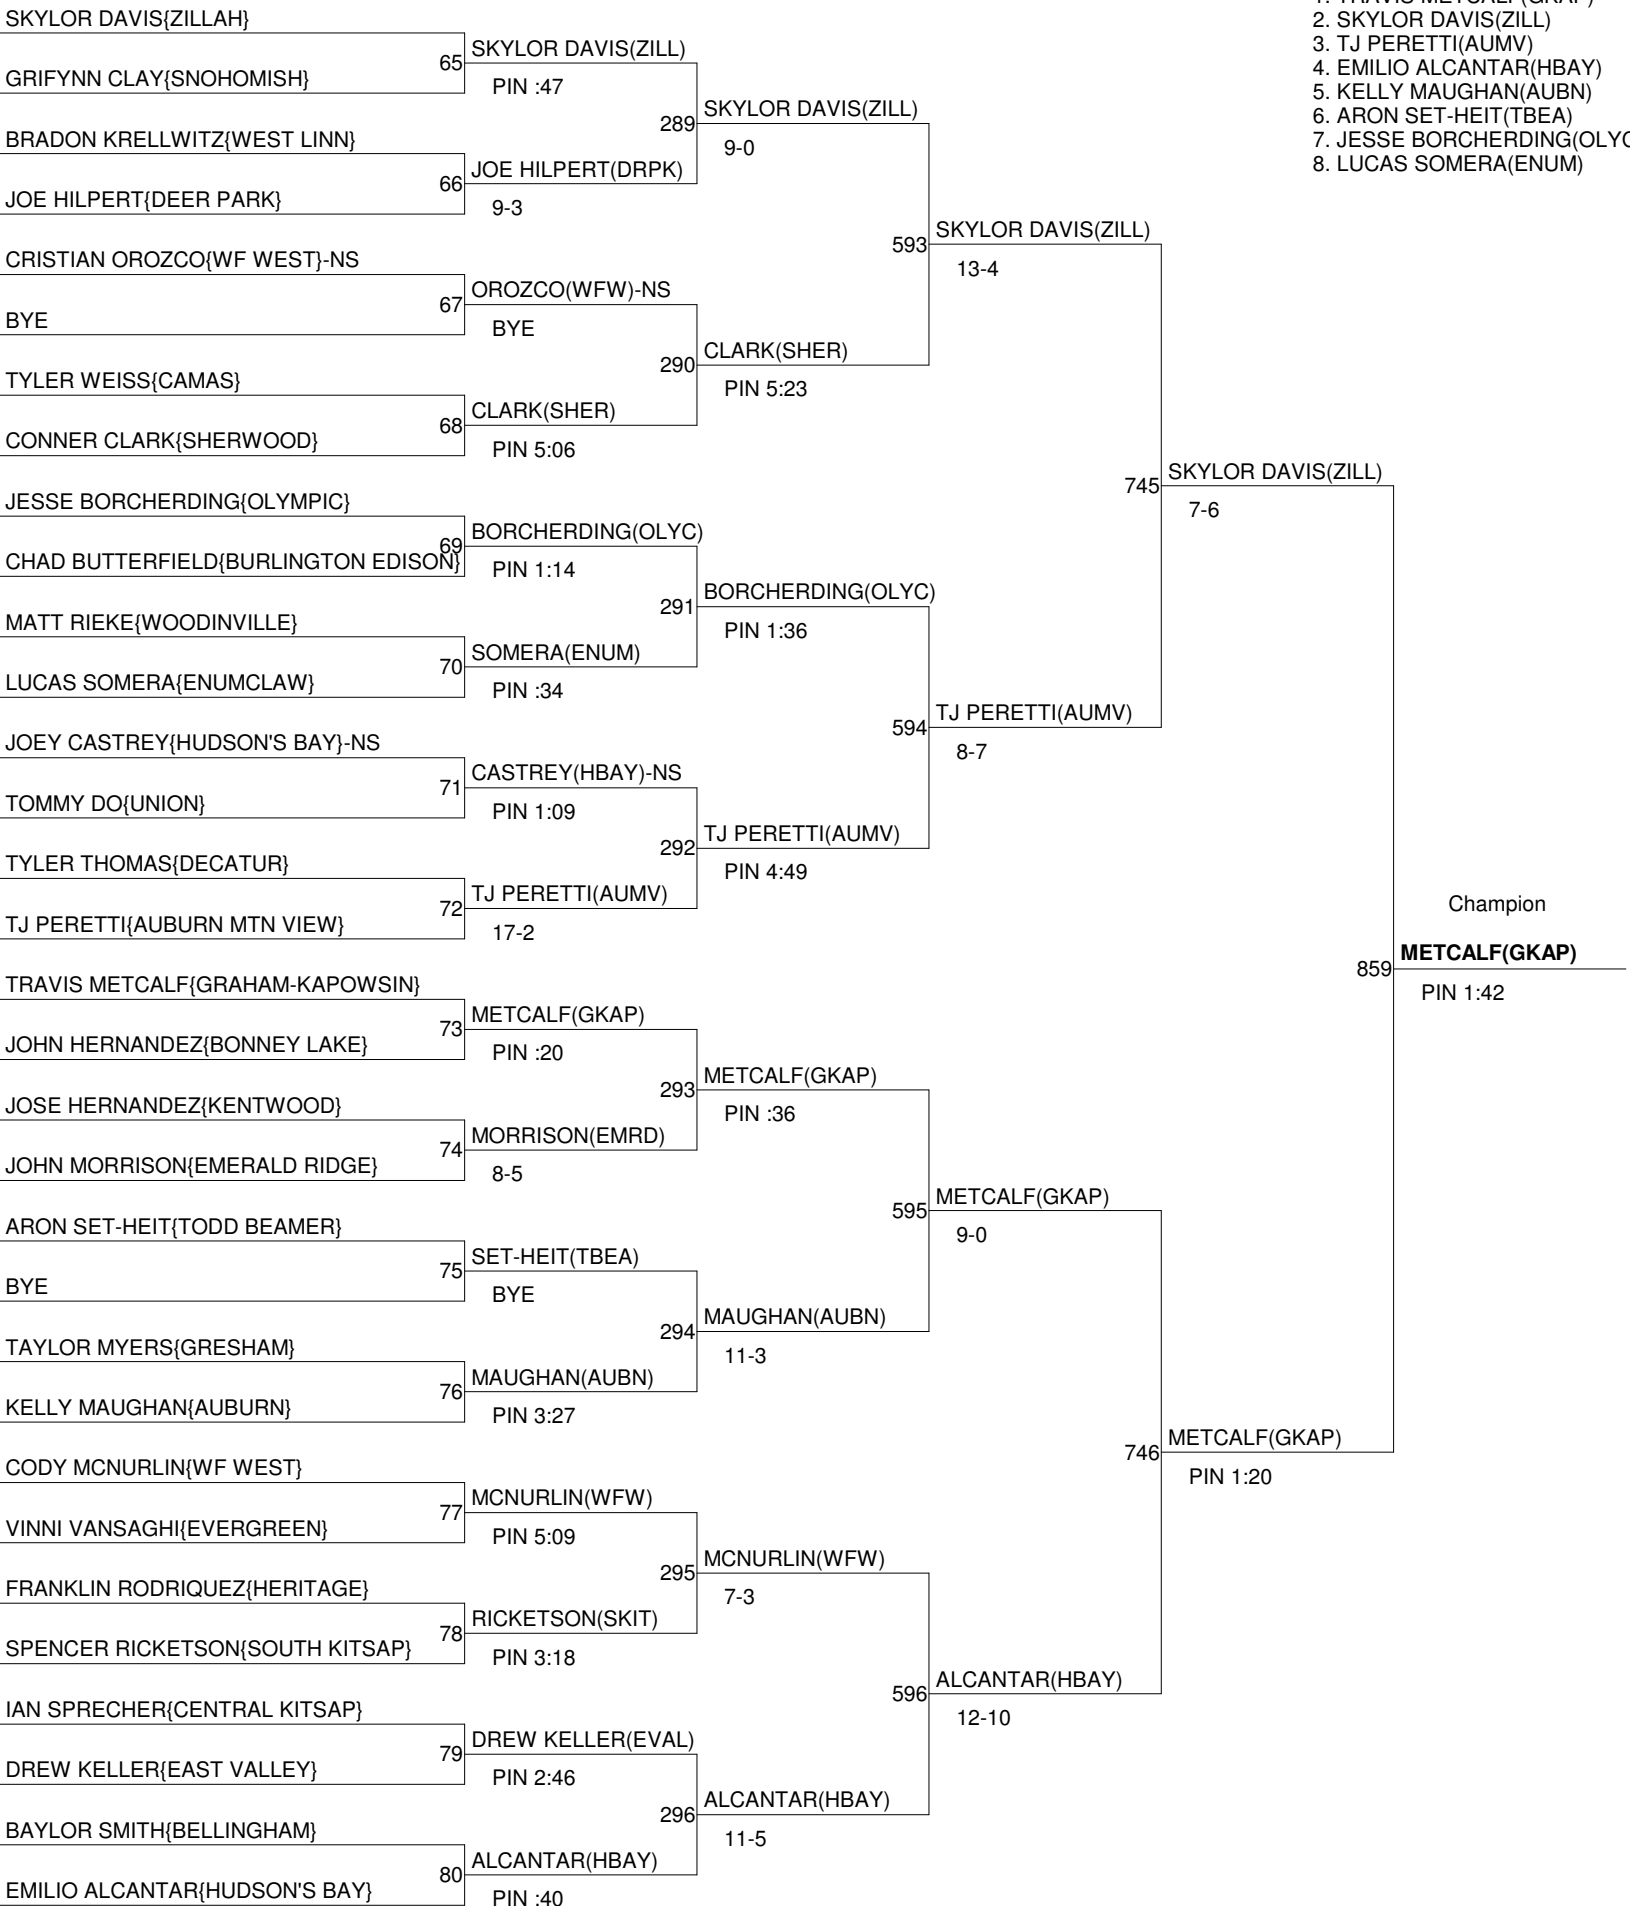 1. TRAVIS METCALF(GKAP)
2. SKYLOR DAVIS(ZILL)
3. TJ PERETTI(AUMV)
4. EMILIO ALCANTAR(HBAY)
5. KELLY MAUGHAN(AUBN)
6. ARON SET-HEIT(TBEA)
7. JESSE BORCHERDING(OLYC
8. LUCAS SOMERA(ENUM)
SKYLOR DAVIS{ZILLAH}
GRIFYNN CLAY{SNOHOMISH}
BRADON KRELLWITZ{WEST LINN}
JOE HILPERT{DEER PARK}
CRISTIAN OROZCO{WF WEST}-NS
BYE
TYLER WEISS{CAMAS}
CONNER CLARK{SHERWOOD}
JESSE BORCHERDING{OLYMPIC}
CHAD BUTTERFIELD{BURLINGTON EDISON}
MATT RIEKE{WOODINVILLE}
LUCAS SOMERA{ENUMCLAW}
JOEY CASTREY{HUDSON'S BAY}-NS
TOMMY DO{UNION}
TYLER THOMAS{DECATUR}
TJ PERETTI{AUBURN MTN VIEW}
TRAVIS METCALF{GRAHAM-KAPOWSIN}
JOHN HERNANDEZ{BONNEY LAKE}
JOSE HERNANDEZ{KENTWOOD}
JOHN MORRISON{EMERALD RIDGE}
ARON SET-HEIT{TODD BEAMER}
BYE
TAYLOR MYERS{GRESHAM}
KELLY MAUGHAN{AUBURN}
CODY MCNURLIN{WF WEST}
VINNI VANSAGHI{EVERGREEN}
FRANKLIN RODRIQUEZ{HERITAGE}
SPENCER RICKETSON{SOUTH KITSAP}
IAN SPRECHER{CENTRAL KITSAP}
DREW KELLER{EAST VALLEY}
BAYLOR SMITH{BELLINGHAM}
EMILIO ALCANTAR{HUDSON'S BAY}
65 SKYLOR DAVIS(ZILL)
PIN :47
66 JOE HILPERT(DRPK)
9-3
67 OROZCO(WFW)-NS
BYE
68 CLARK(SHER)
PIN 5:06
69 BORCHERDING(OLYC)
PIN 1:14
70 SOMERA(ENUM)
PIN :34
71 CASTREY(HBAY)-NS
PIN 1:09
72 TJ PERETTI(AUMV)
17-2
73 METCALF(GKAP)
PIN :20
74 MORRISON(EMRD)
8-5
75 SET-HEIT(TBEA)
BYE
76 MAUGHAN(AUBN)
PIN 3:27
77 MCNURLIN(WFW)
PIN 5:09
78 RICKETSON(SKIT)
PIN 3:18
79 DREW KELLER(EVAL)
PIN 2:46
80 ALCANTAR(HBAY)
PIN :40
289 SKYLOR DAVIS(ZILL)
9-0
290 CLARK(SHER)
PIN 5:23
291 BORCHERDING(OLYC)
PIN 1:36
292 TJ PERETTI(AUMV)
PIN 4:49
293 METCALF(GKAP)
PIN :36
294 MAUGHAN(AUBN)
11-3
295 MCNURLIN(WFW)
7-3
296 ALCANTAR(HBAY)
11-5
593 SKYLOR DAVIS(ZILL)
13-4
594 TJ PERETTI(AUMV)
8-7
595 METCALF(GKAP)
9-0
596 ALCANTAR(HBAY)
12-10
745 SKYLOR DAVIS(ZILL)
7-6
746 METCALF(GKAP)
PIN 1:20
Champion
859 METCALF(GKAP)
PIN 1:42